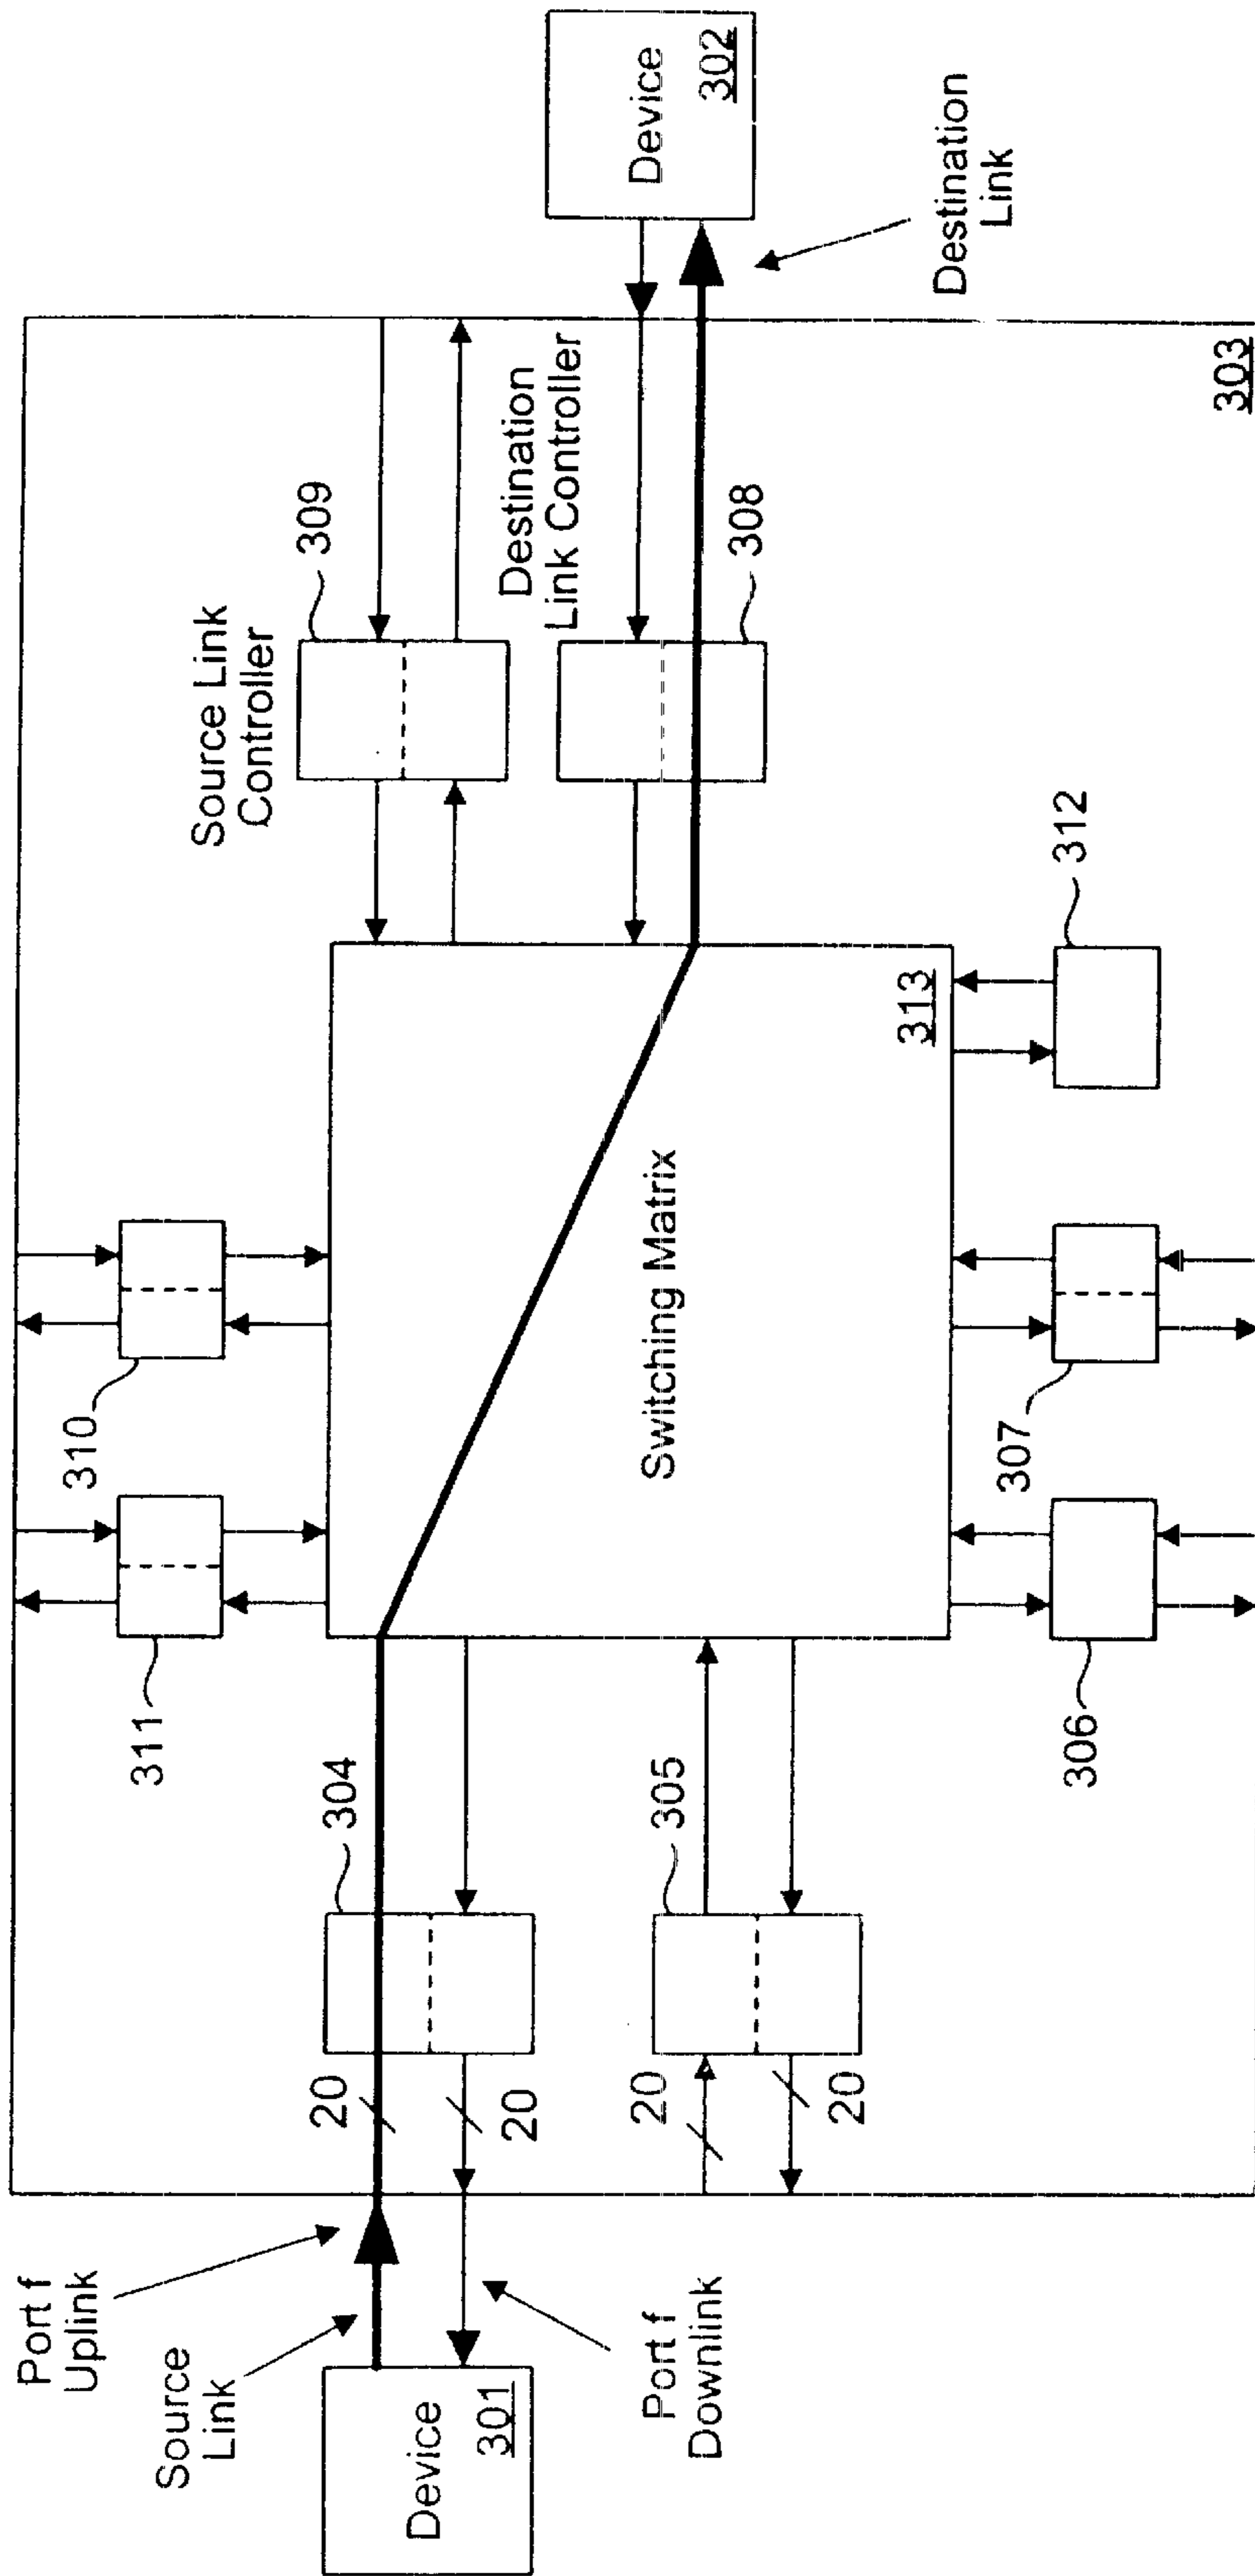 Port f
Uplink
Source
Link
Device
301
Port f
Downlink
20
20
304
20
20
305
311
310
Switching Matrix
313
306
307
312
Source Link
Controller
309
Destination
Link Controller
308
303
Device
302
Destination
Link